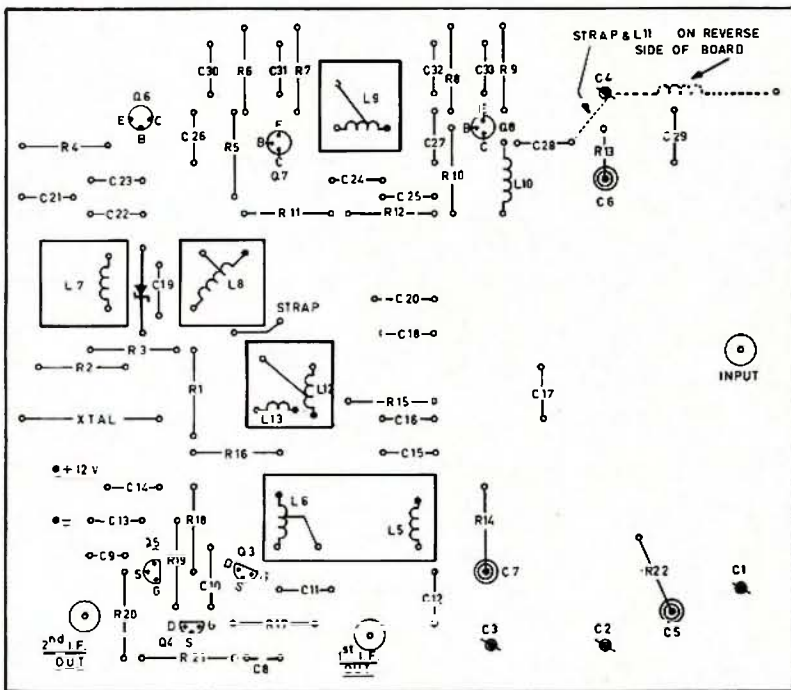 STRAP & L11 ON REVERSE
SIDE OF BOARD
C30
R6
C31
R7
L9
C32
R8
C33
R9
C4
Q6
E C
B
C26
R5
E
B
C
Q7
C27
R10
B
C
Q8
C28
R13
C29
R4
C23
C24
C21
C25
L10
C6
C22
R11
R12
L7
C19
L8
C20
STRAP
C18
R3
R2
R1
L12
L13
R15
C17
INPUT
XTAL
C16
R16
C15
+12V
C14
L6
L5
R14
–
C13
R18
Q5
R19
C9
S
G
C10
Q3
D
S
C11
C12
C7
R22
C1
R20
D G
S
Q4
C5
2nd I.F.
OUT
R21
C8
1st I.F.
OUT
C3
C2